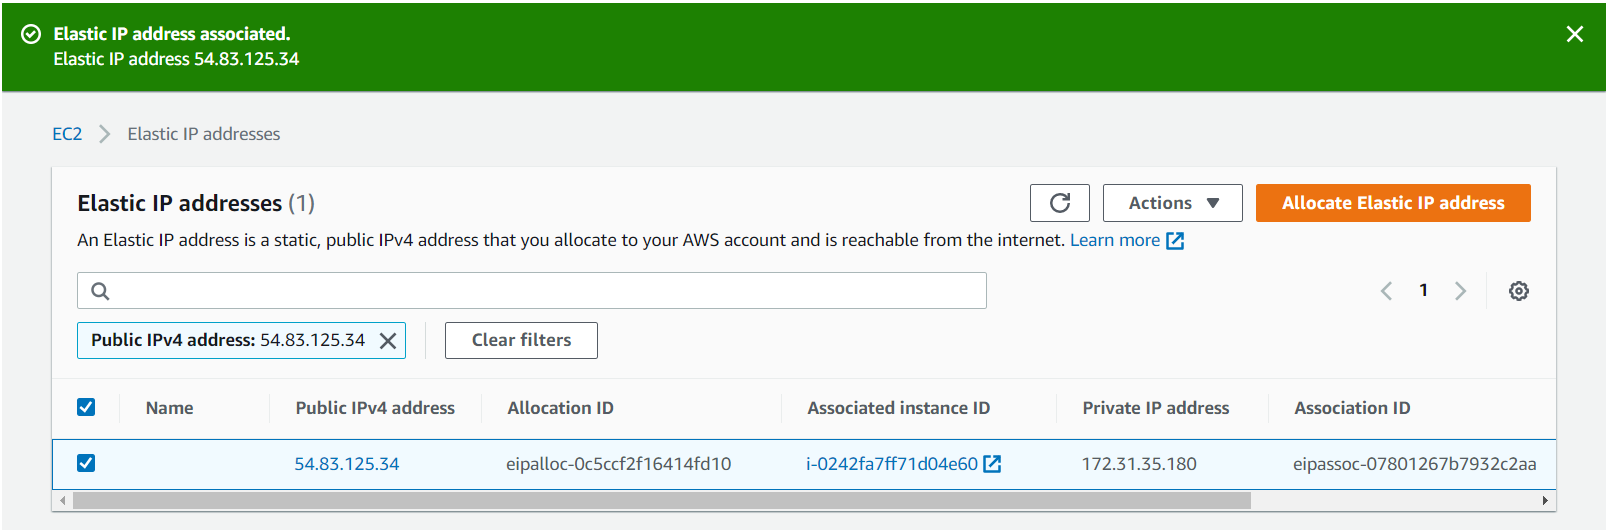 Elastic IP address associated.
Elastic IP address 54.83.125.34
EC2 Elastic IP addresses
Elastic IP addresses (1) Actions Allocate Elastic IP address
An Elastic IP address is a static, public IPv4 address that you allocate to your AWS account and is reachable from the internet. Learn more
1
Public IPv4 address: 54.83.125.34 Clear filters
Name Public IPv4 address Allocation ID Associated instance ID Private IP address Association ID
54.83.125.34 eipalloc-0c5ccf2f16414fd10 i-0242fa7ff71d04e60 172.31.35.180 eipassoc-07801267b7932c2aa